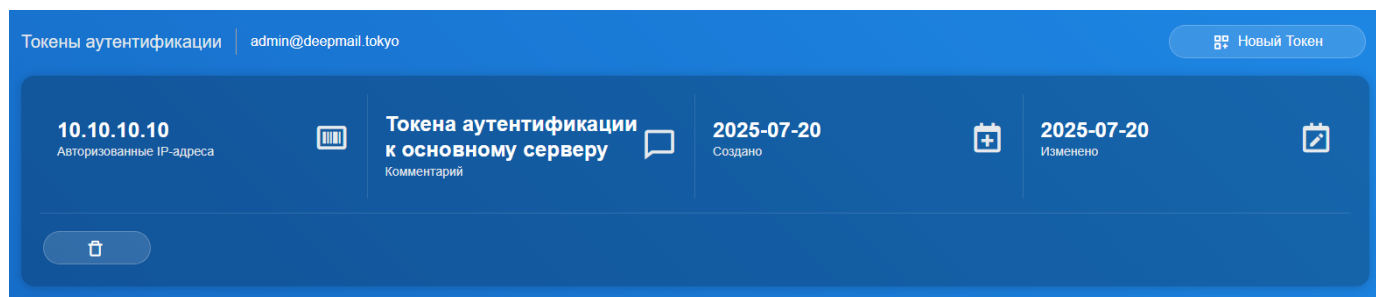 Токены аутентификации
admin@deepmail.tokyo
Новый Токен
10.10.10.10
Авторизованные IP-адреса
Токена аутентификации
к основному серверу
Комментарий
2025-07-20
Создано
2025-07-20
Изменено